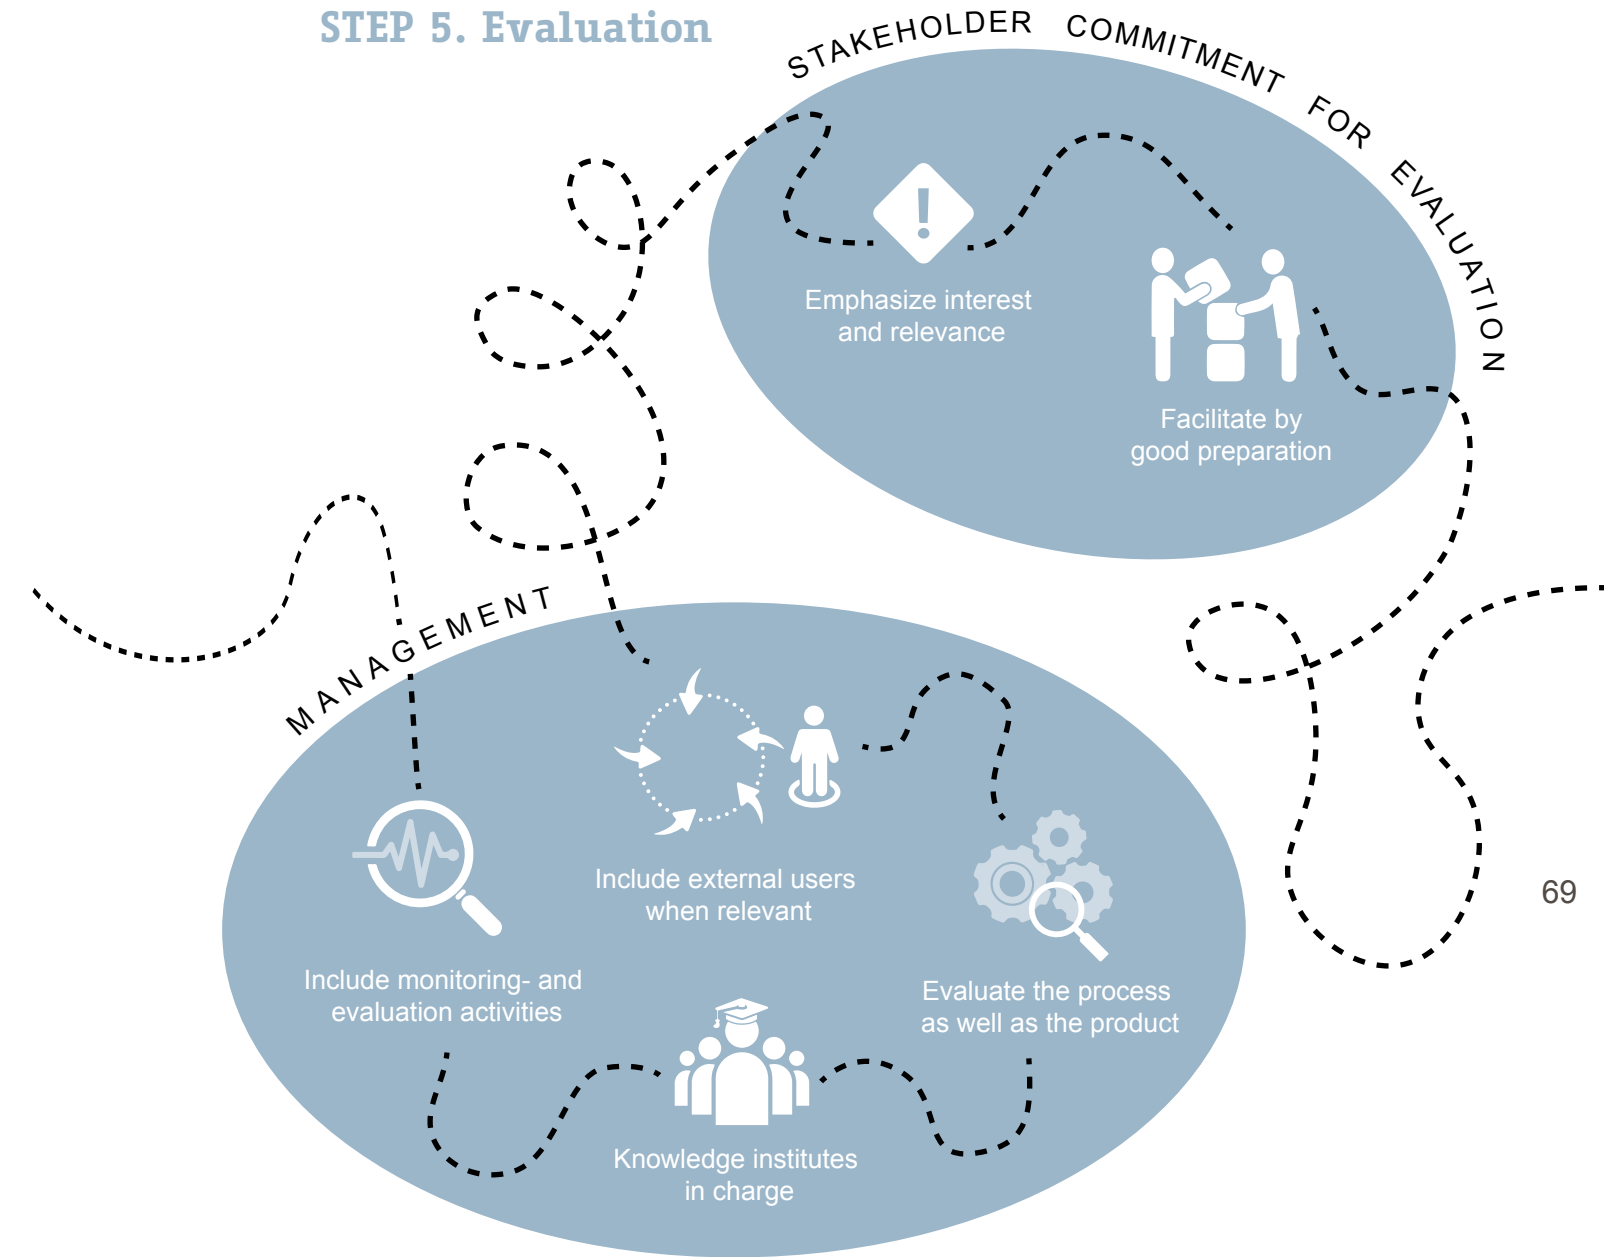 STEP 5. Evaluation
STAKEHOLDER COMMITMENT FOR EVALUATION
!
Emphasize interest
and relevance
Facilitate by
good preparation
MANAGEMENT
Include external users
when relevant
69
Include monitoring- and
evaluation activities
Evaluate the process
as well as the product
Knowledge institutes
in charge